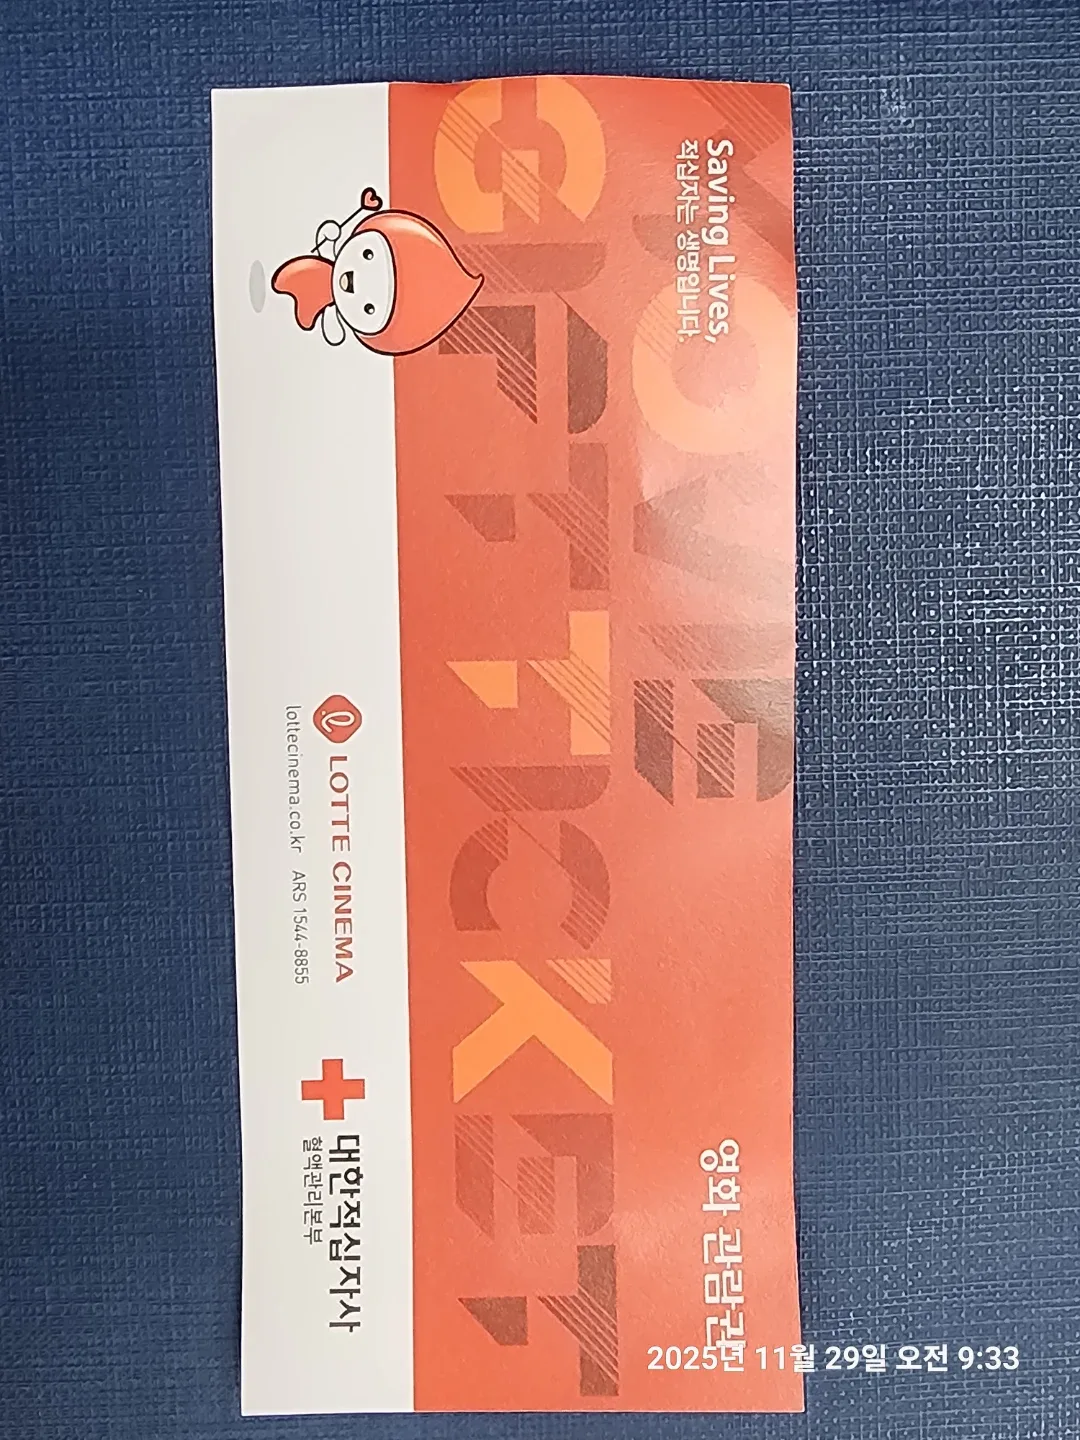 Saving Lives,
적십자는 생명입니다.
영화 관람권
MOVIE
GIFT TICKET
LOTTE CINEMA
lottecinema.co.kr ARS 1544-8855
대한적십자사
혈액관리본부
2025년 11월 29일 오전 9:33